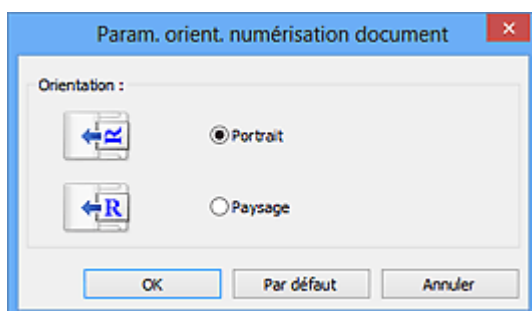 Param. orient. numérisation document
Orientation :
R
Portrait
R
Paysage
OK Par défaut Annuler